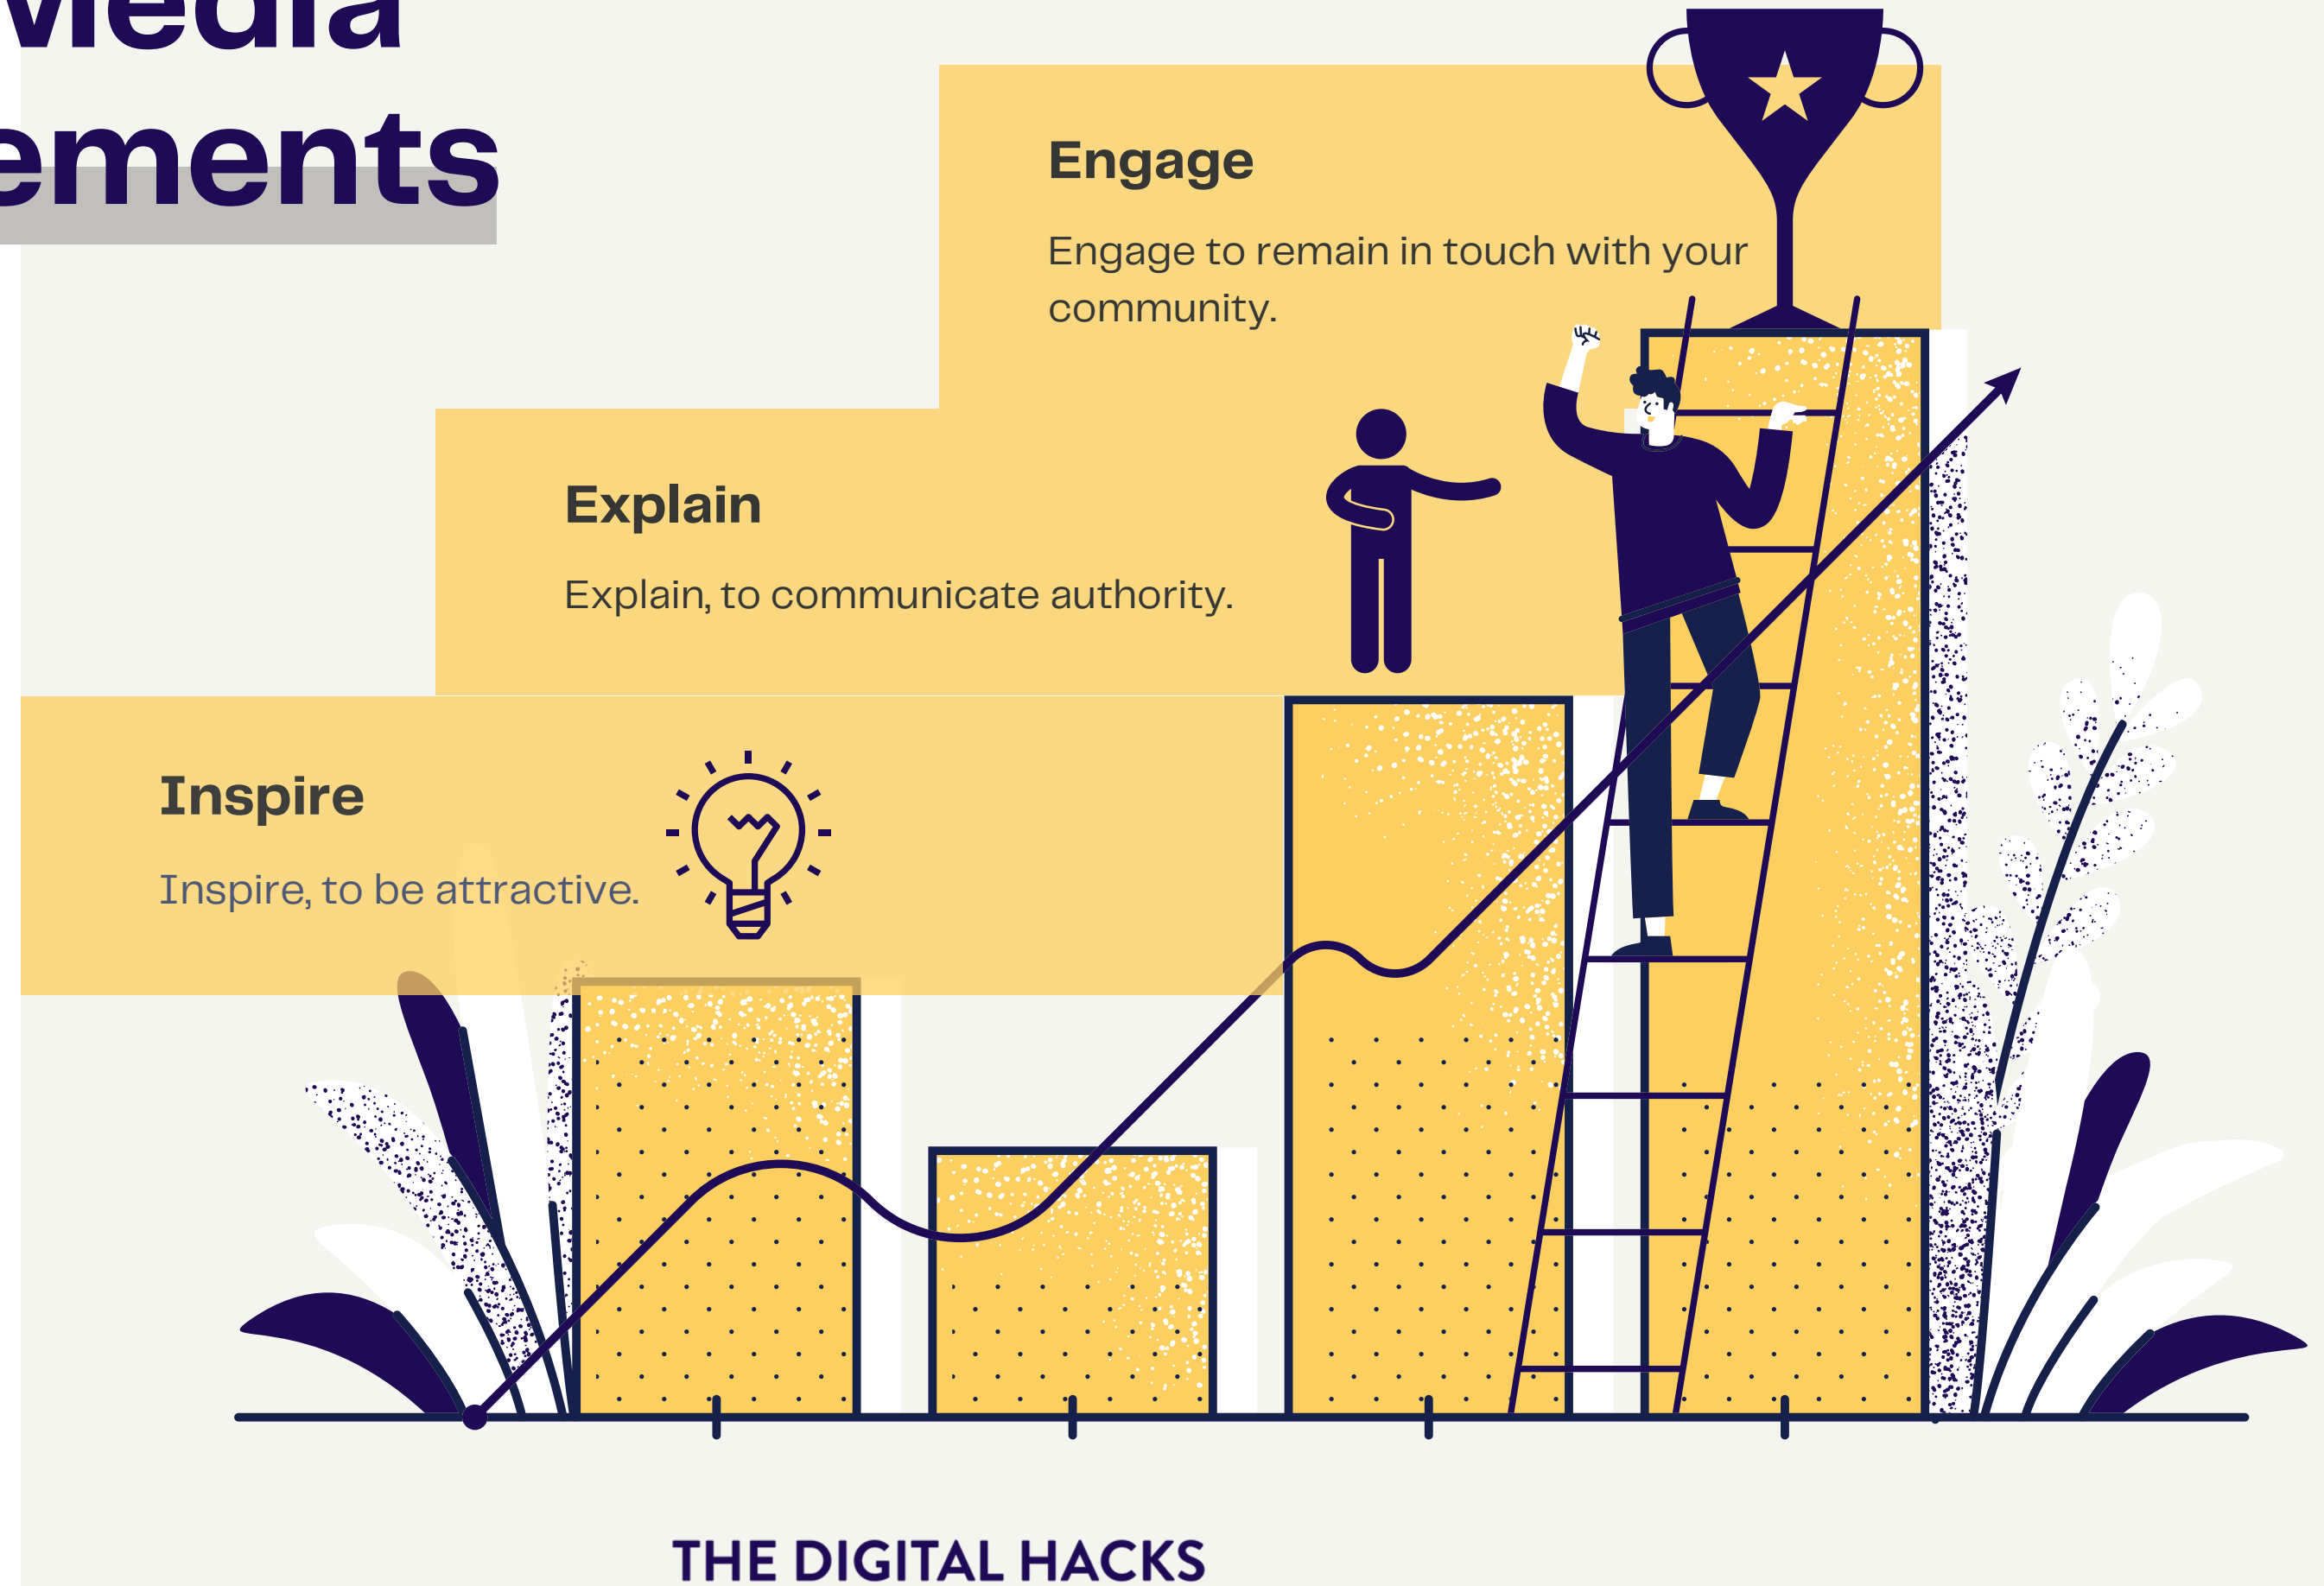 Media
ements
Engage
Engage to remain in touch with your
community.
Explain
Explain, to communicate authority.
Inspire
Inspire, to be attractive.
THE DIGITAL HACKS